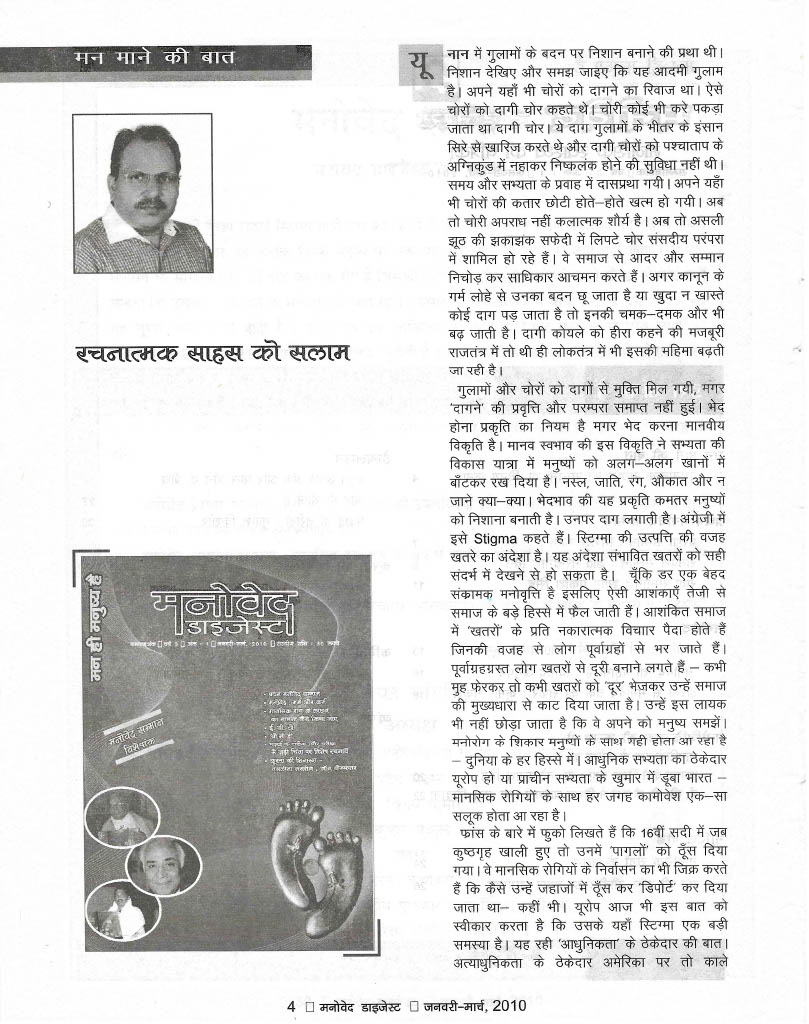 मन माने की बात
रचनात्मक साहस को सलाम
यू
नान में गुलामों के बदन पर निशान बनाने की प्रथा थी।
निशान देखिए और समझ जाइए कि यह आदमी गुलाम
है। अपने यहाँ भी चोरों को दागने का रिवाज था। ऐसे
चोरों को दागी चोर कहते थे। चोरी कोई भी करे पकड़ा
जाता था दागी चोर। ये दाग गुलामों के भीतर के इंसान
सिरे से खारिज करते थे और दागी चोरों को पश्चाताप के
अग्निकुंड में नहाकर निष्कलंक होने की सुविधा नहीं थी।
समय और सभ्यता के प्रवाह में दासप्रथा गयी। अपने यहाँ
भी चोरों की कतार छोटी होते–होते खत्म हो गयी। अब
तो चोरी अपराध नहीं कलात्मक शौर्य है। अब तो असली
झूठ की झकाझक सफेदी में लिपटे चोर संसदीय परंपरा
में शामिल हो रहे हैं। वे समाज से आदर और सम्मान
निचोड़ कर साधिकार आचमन करते हैं। अगर कानून के
गर्म लोहे से उनका बदन छू जाता है या खुदा न खास्ते
कोई दाग पड़ जाता है तो इनकी चमक–दमक और भी
बढ़ जाती है। दागी कोयले को हीरा कहने की मजबूरी
राजतंत्र में तो थी ही लोकतंत्र में भी इसकी महिमा बढ़ती
जा रही है।
गुलामों और चोरों को दागों से मुक्ति मिल गयी, मगर
'दागने' की प्रवृत्ति और परम्परा समाप्त नहीं हुई। भेद
होना प्रकृति का नियम है मगर भेद करना मानवीय
विकृति है। मानव स्वभाव की इस विकृति ने सभ्यता की
विकास यात्रा में मनुष्यों को अलग–अलग खानों में
बाँटकर रख दिया है। नस्ल, जाति, रंग, औकात और न
जाने क्या–क्या। भेदभाव की यह प्रकृति कमतर मनुष्यों
को निशाना बनाती है। उनपर दाग लगाती है। अंग्रेजी में
इसे Stigma कहते हैं। स्टिग्मा की उत्पत्ति की वजह
खतरे का अंदेशा है। यह अंदेशा संभावित खतरों को सही
संदर्भ में देखने से हो सकता है। चूँकि डर एक बेहद
संक्रामक मनोवृत्ति है इसलिए ऐसी आशंकाएँ तेजी से
समाज के बड़े हिस्से में फैल जाती हैं। आशंकित समाज
में 'खतरों' के प्रति नकारात्मक विचाार पैदा होते हैं
जिनकी वजह से लोग पूर्वाग्रहों से भर जाते हैं।
पूर्वाग्रहग्रस्त लोग खतरों से दूरी बनाने लगते हैं – कभी
मुह फेरकर तो कभी खतरों को 'दूर' भेजकर उन्हें समाज
की मुख्यधारा से काट दिया जाता है। उन्हें इस लायक
भी नहीं छोड़ा जाता है कि वे अपने को मनुष्य समझें।
मनोरोग के शिकार मनुष्यों के साथ यही होता आ रहा है
– दुनिया के हर हिस्से में। आधुनिक सभ्यता का ठेकेदार
यूरोप हो या प्राचीन सभ्यता के खुमार में डूबा भारत –
मानसिक रोगियों के साथ हर जगह कामोवेश एक–सा
सलूक होता आ रहा है।
फांस के बारे में फुको लिखते हैं कि 16वीं सदी में जब
कुष्ठगृह खाली हुए तो उनमें 'पागलों' को ठूँस दिया
गया। वे मानसिक रोगियों के निर्वासन का भी जिक्र करते
हैं कि कैसे उन्हें जहाजों में ठूँस कर 'डिपोर्ट' कर दिया
जाता था– कहीं भी। यूरोप आज भी इस बात को
स्वीकार करता है कि उसके यहाँ स्टिग्मा एक बड़ी
समस्या है। यह रही 'आधुनिकता' के ठेकेदार की बात।
अत्याधुनिकता के ठेकेदार अमेरिका पर तो काले
मन ही मनुष्य है
मनोवेद
डाइजेस्ट
मनोवेद सम्मान
विशेषांक
4 □ मनोवेद डाइजेस्ट □ जनवरी–मार्च, 2010